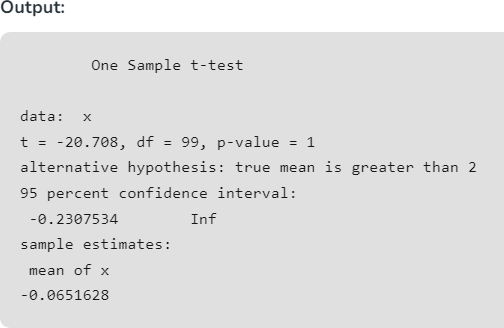 Output:
One Sample t-test
data:  x
t = -20.708, df = 99, p-value = 1
alternative hypothesis: true mean is greater than 2
95 percent confidence interval:
-0.2307534        Inf
sample estimates:
mean of x
-0.0651628